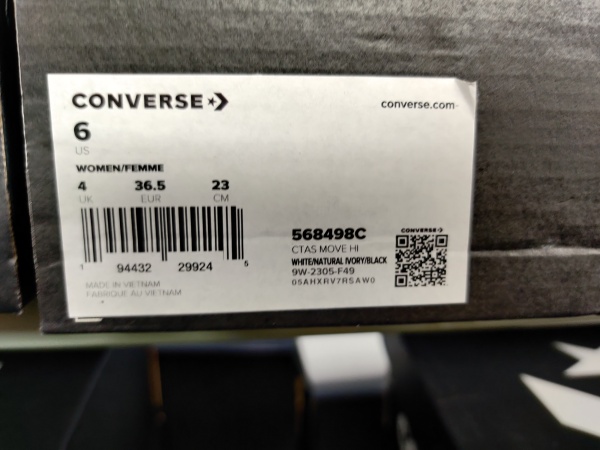 CONVERSE
converse.com
6
US
WOMEN/FEMME
4 36.5 23
UK EUR CM
1 94432 29924 5
MADE IN VIETNAM
FABRIQUÉ AU VIETNAM
CONVERSE
568498C
CTAS MOVE HI
WHITE/NATURAL IVORY/BLACK
9W-2305-F49
05AHXRV7RSAW0